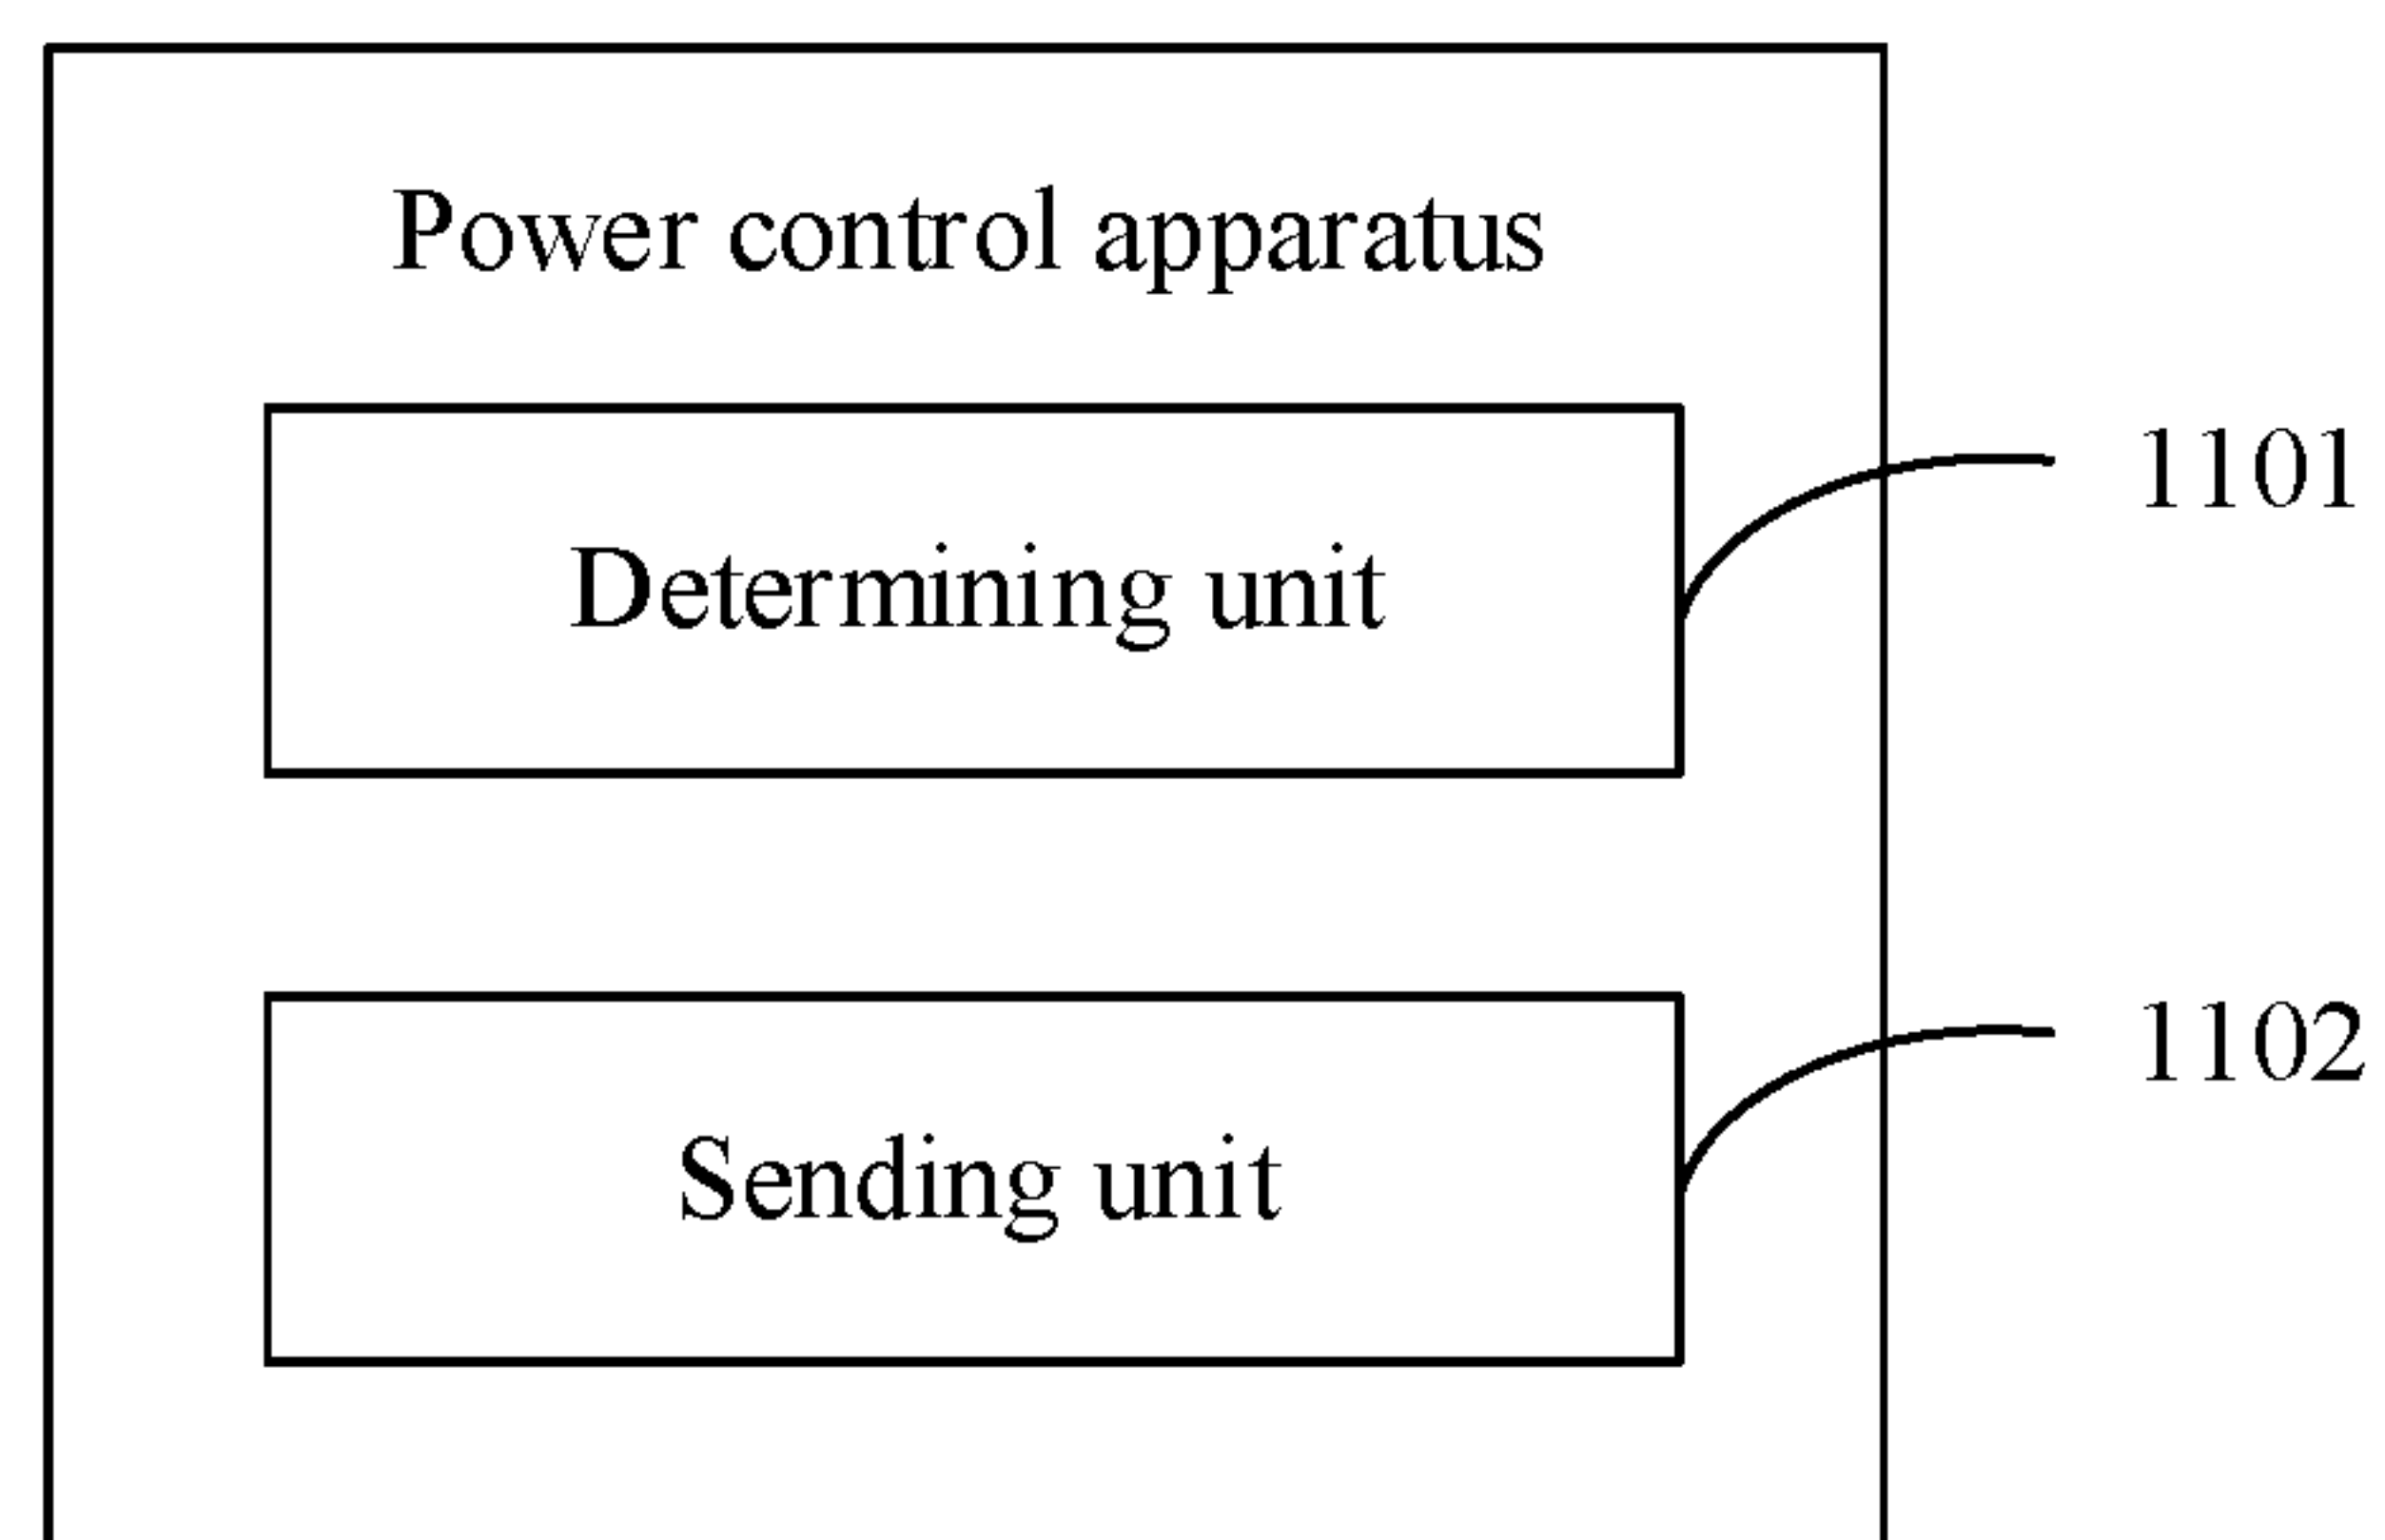 Power control apparatus
1101
Determining unit
1102
Sending unit